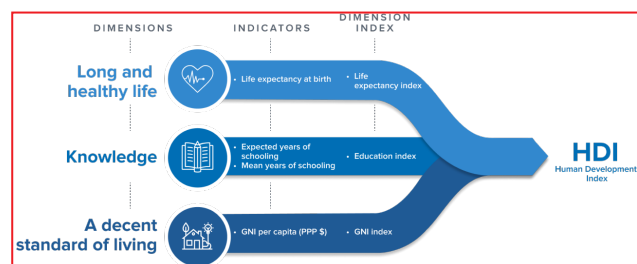 DIMENSIONS
INDICATORS
DIMENSION
INDEX
Long and
healthy life
• Life expectancy at birth
• Life
expectancy index
Knowledge
• Expected years of
schooling
• Mean years of schooling
• Education index
HDI
Human Development
Index
A decent
standard of living
• GNI per capita (PPP $)
• GNI index